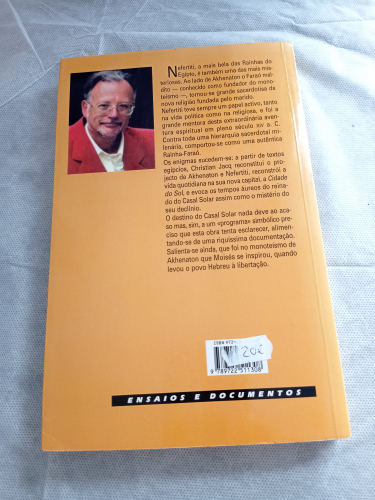 Nefertiti, a mais bela das Rainhas do
Egipto, é também uma das mais mis-
teriosas. Ao lado de Akhenaton o Faraó mal-
dito — conhecido como fundador do mono-
teísmo —, tornou-se grande sacerdotisa da
nova religião fundada pelo marido.
Nefertiti teve sempre um papel activo, tanto
na vida política como na religiosa, e foi a
grande mentora desta extraordinária aven-
tura espiritual em pleno século XIV a. C.
Contra toda uma hierarquia sacerdotal mi-
lenária, comportou-se como uma autêntica
Rainha-Faraó.
Os enigmas sucedem-se: a partir de textos
egípcios, Christian Jacq reconstitui o pro-
jecto de Akhenaton e Nefertiti, reconstrói a
vida quotidiana na sua nova capital, a Cidade
do Sol, e evoca os tempos áureos do reina-
do do Casal Solar assim como o mistério do
seu declínio.
O destino do Casal Solar nada deve ao aca-
so mas, sim, a um «programa» simbólico pre-
ciso que esta obra tenta esclarecer, alimen-
tando-se de uma riquíssima documentação.
Salienta-se ainda, que foi no monoteísmo de
Akhenaton que Moisés se inspirou, quando
levou o povo Hebreu à libertação.
ISBN 972-
20€
9 789722 511308
ENSAIOS E DOCUMENTOS